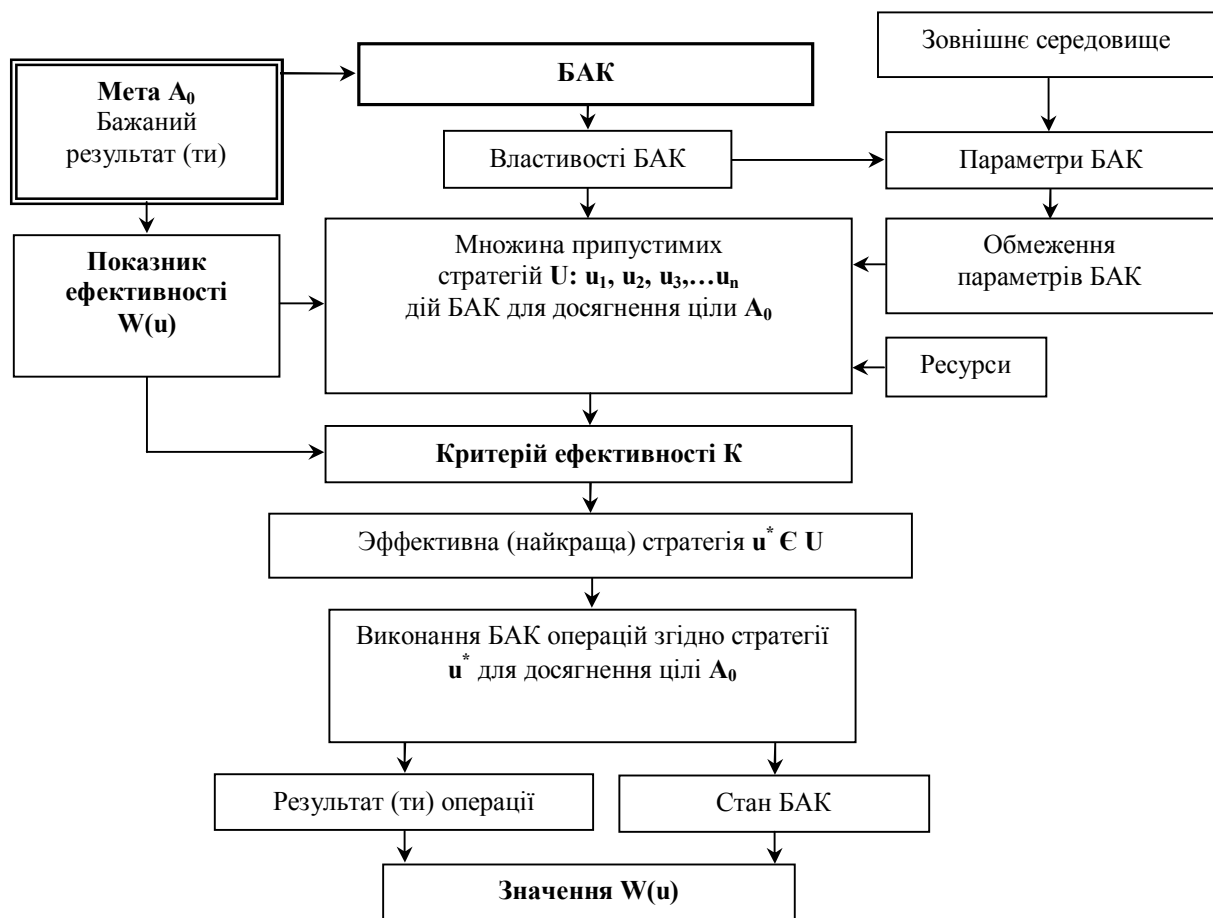 Зовнішнє середовище
БАК
Мета A₀
Бажаний
результат (ти)
Властивості БАК
Параметри БАК
Показник
ефективності
W(u)
Множина припустимих
стратегій U: u₁, u₂, u₃,…uₙ
дій БАК для досягнення ціли A₀
Обмеження
параметрів БАК
Ресурси
Критерій ефективності К
Эффективна (найкраща) стратегія u* Є U
Виконання БАК операцій згідно стратегії
u* для досягнення цілі A₀
Результат (ти) операції
Стан БАК
Значення W(u)